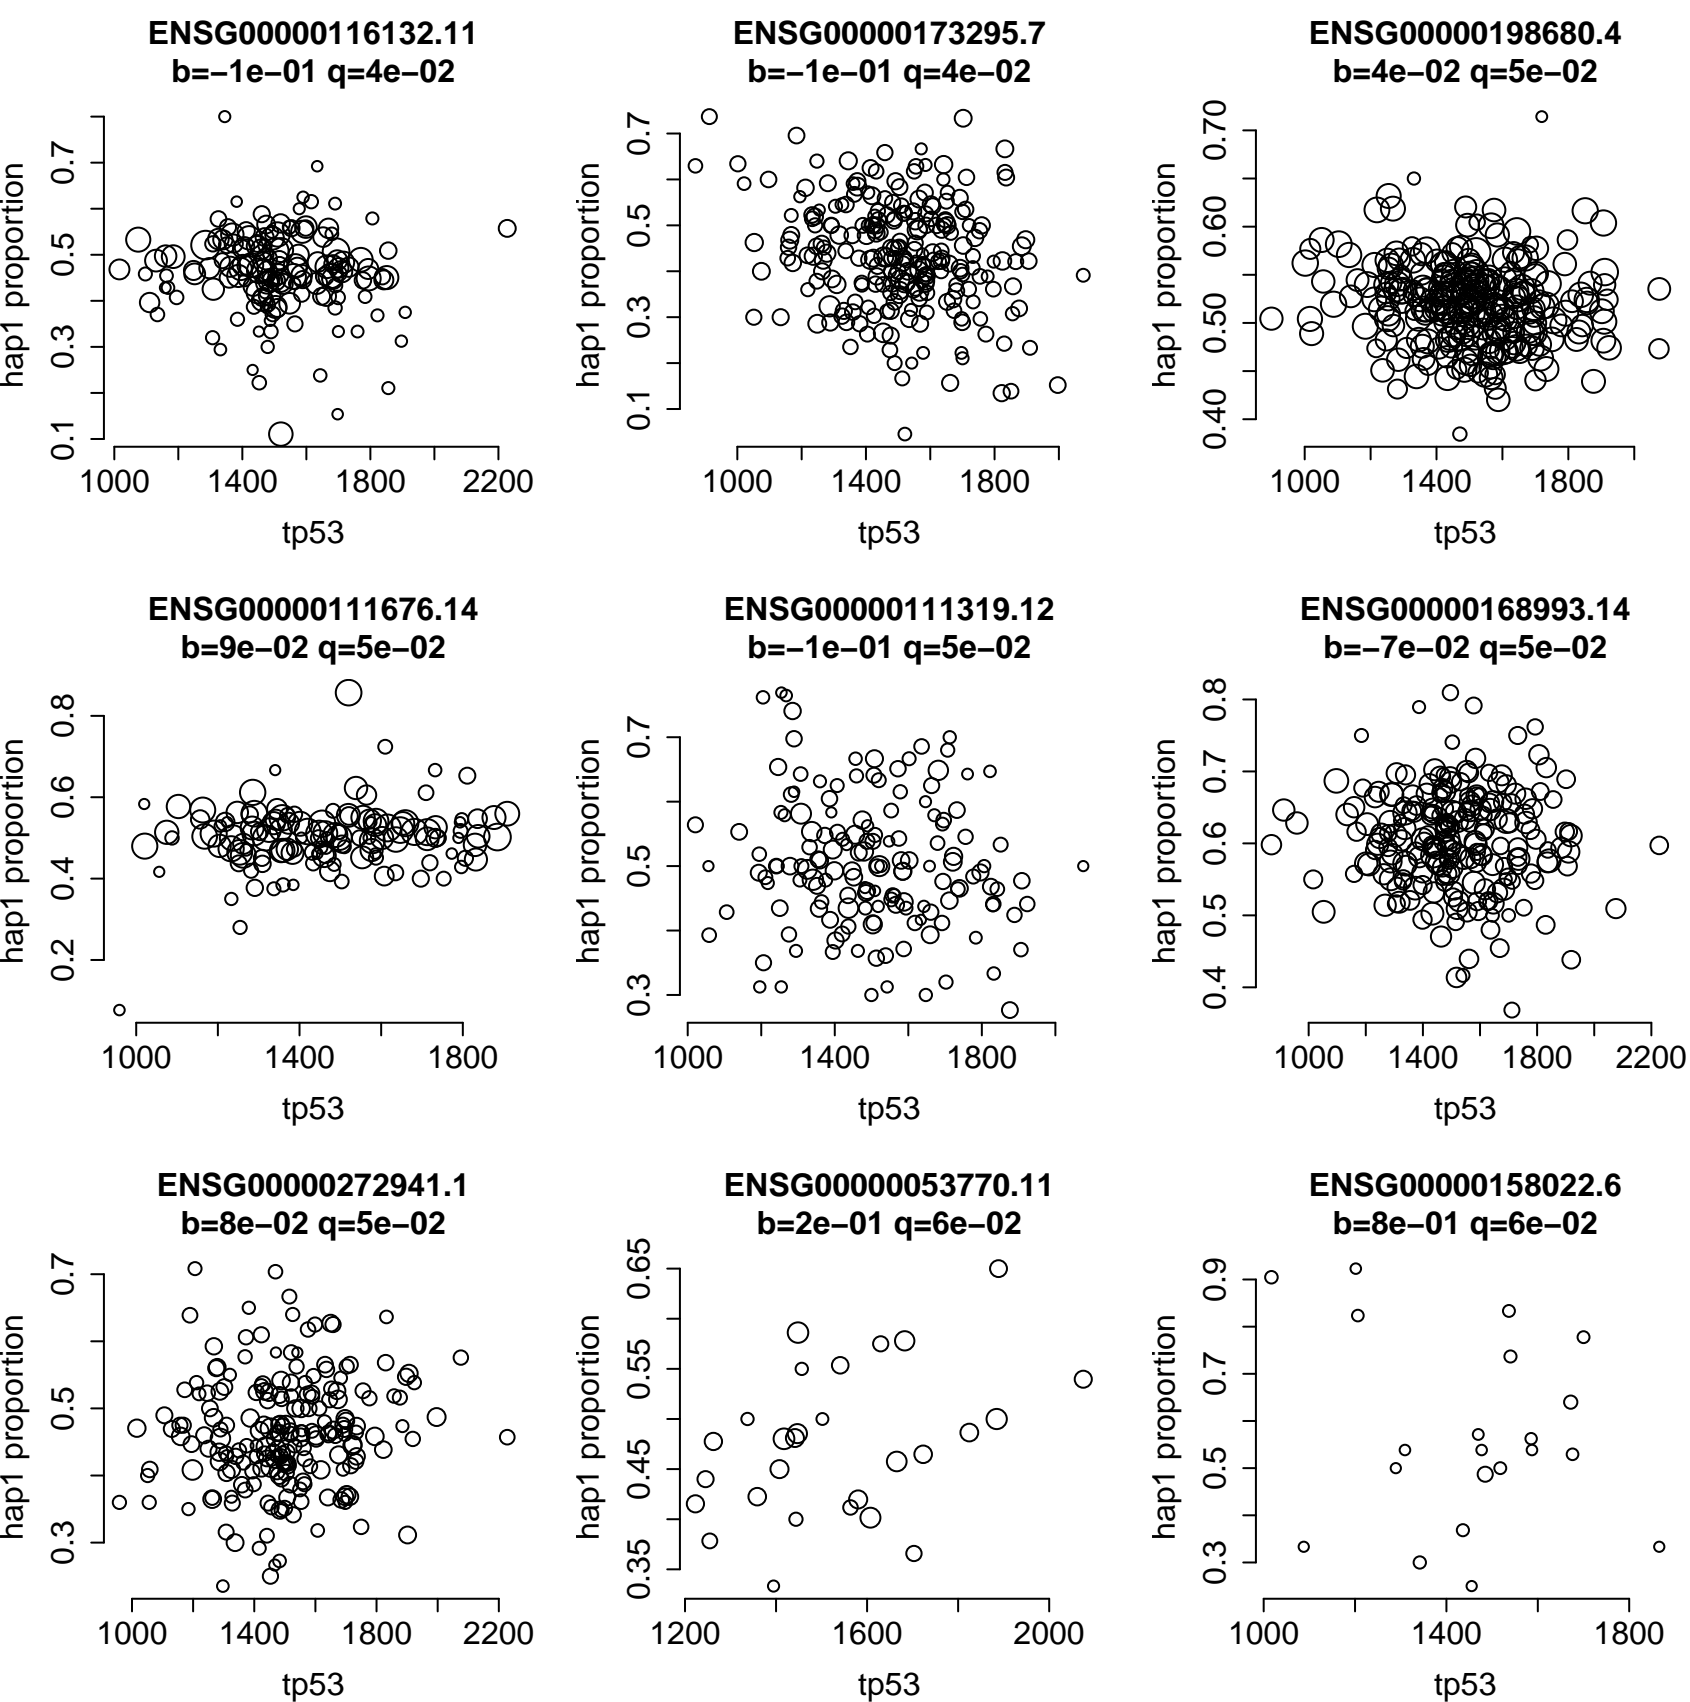 ENSG00000116132.11
b=−1e−01 q=4e−02
hap1 proportion
0.1 0.3 0.5 0.7
1000 1400 1800 2200
tp53
ENSG00000173295.7
b=−1e−01 q=4e−02
hap1 proportion
0.1 0.3 0.5 0.7
1000 1400 1800
tp53
ENSG00000198680.4
b=4e−02 q=5e−02
hap1 proportion
0.40 0.50 0.60 0.70
1000 1400 1800
tp53
ENSG00000111676.14
b=9e−02 q=5e−02
hap1 proportion
0.2 0.4 0.6 0.8
1000 1400 1800
tp53
ENSG00000111319.12
b=−1e−01 q=5e−02
hap1 proportion
0.3 0.5 0.7
1000 1400 1800
tp53
ENSG00000168993.14
b=−7e−02 q=5e−02
hap1 proportion
0.4 0.5 0.6 0.7 0.8
1000 1400 1800 2200
tp53
ENSG00000272941.1
b=8e−02 q=5e−02
hap1 proportion
0.3 0.5 0.7
1000 1400 1800 2200
tp53
ENSG00000053770.11
b=2e−01 q=6e−02
hap1 proportion
0.35 0.45 0.55 0.65
1200 1600 2000
tp53
ENSG00000158022.6
b=8e−01 q=6e−02
hap1 proportion
0.3 0.5 0.7 0.9
1000 1400 1800
tp53